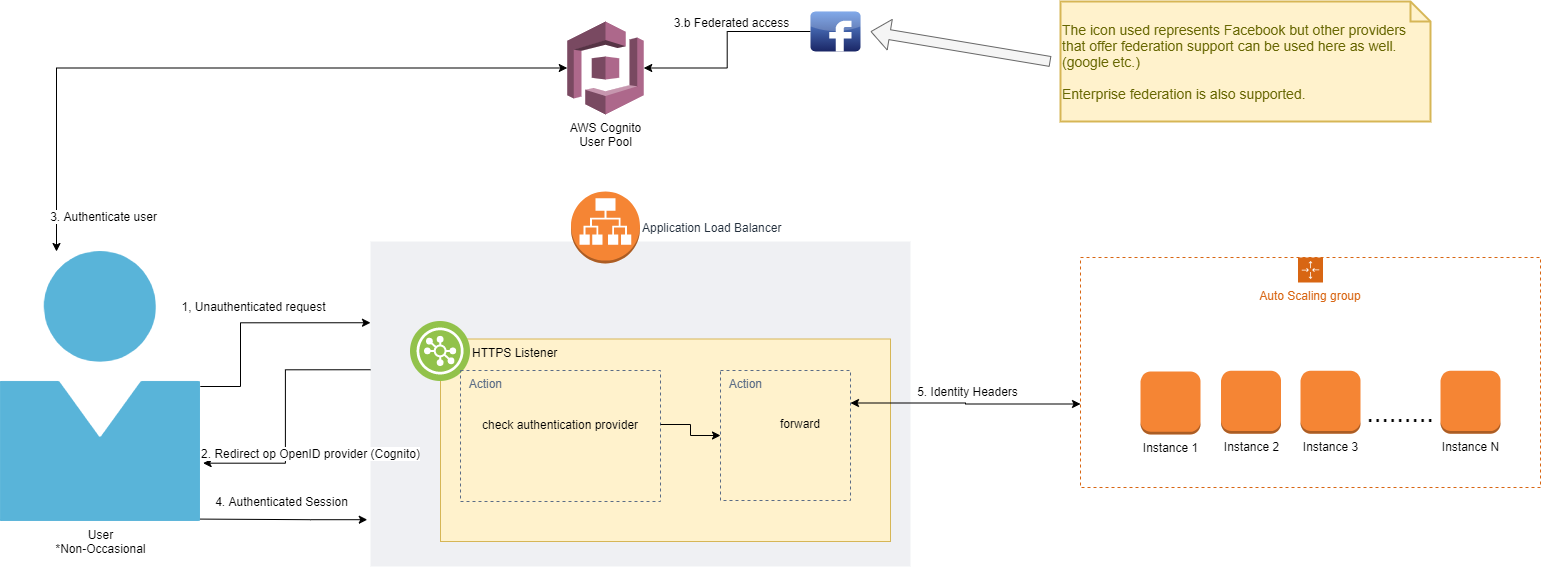 3.b Federated access
The icon used represents Facebook but other providers
that offer federation support can be used here as well.
(google etc.)
Enterprise federation is also supported.
AWS Cognito
User Pool
3. Authenticate user
Application Load Balancer
1, Unauthenticated request
HTTPS Listener
Action
check authentication provider
Action
forward
2. Redirect op OpenID provider (Cognito)
4. Authenticated Session
User
*Non-Occasional
5. Identity Headers
Auto Scaling group
Instance 1
Instance 2
Instance 3
.........
Instance N